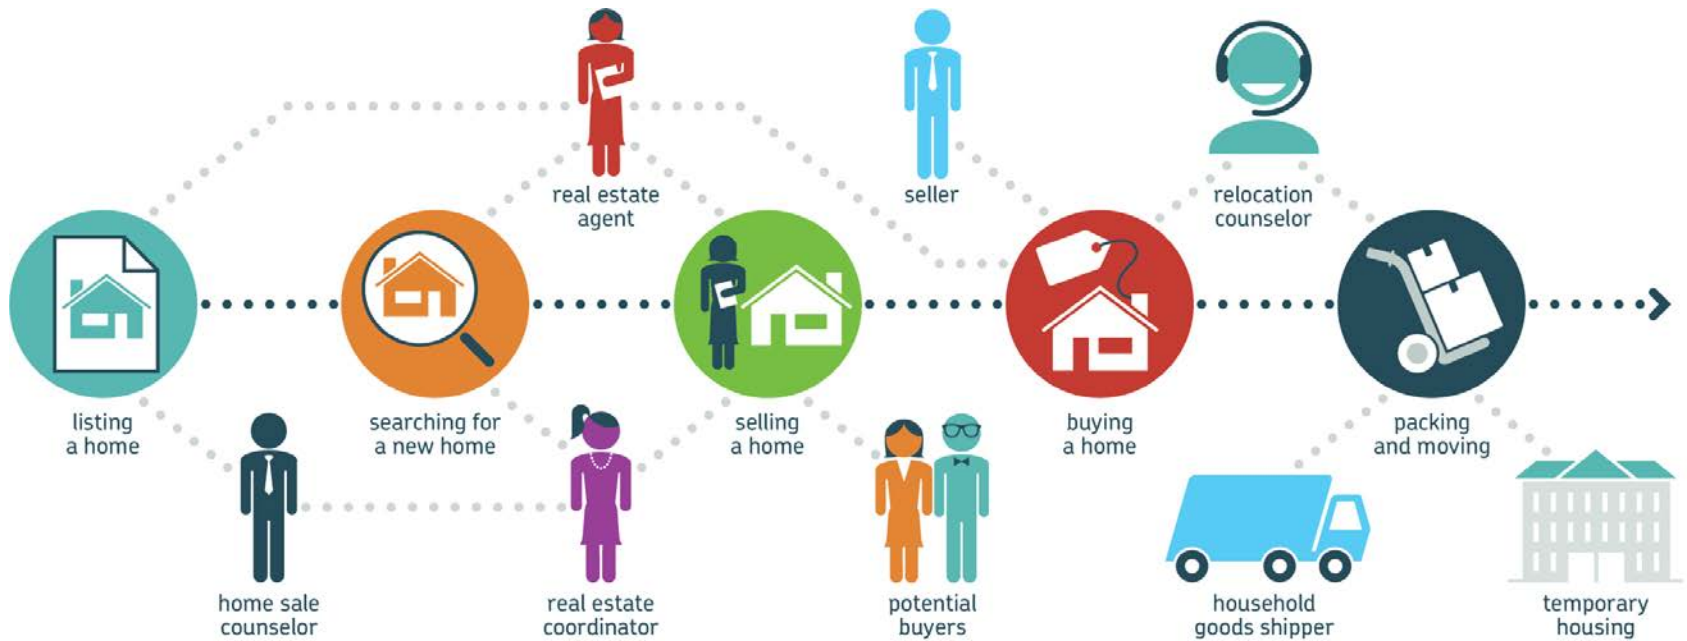 real estate
agent
seller
relocation
counselor
listing
a home
searching for
a new home
selling
a home
buying
a home
packing
and moving
home sale
counselor
real estate
coordinator
potential
buyers
household
goods shipper
temporary
housing